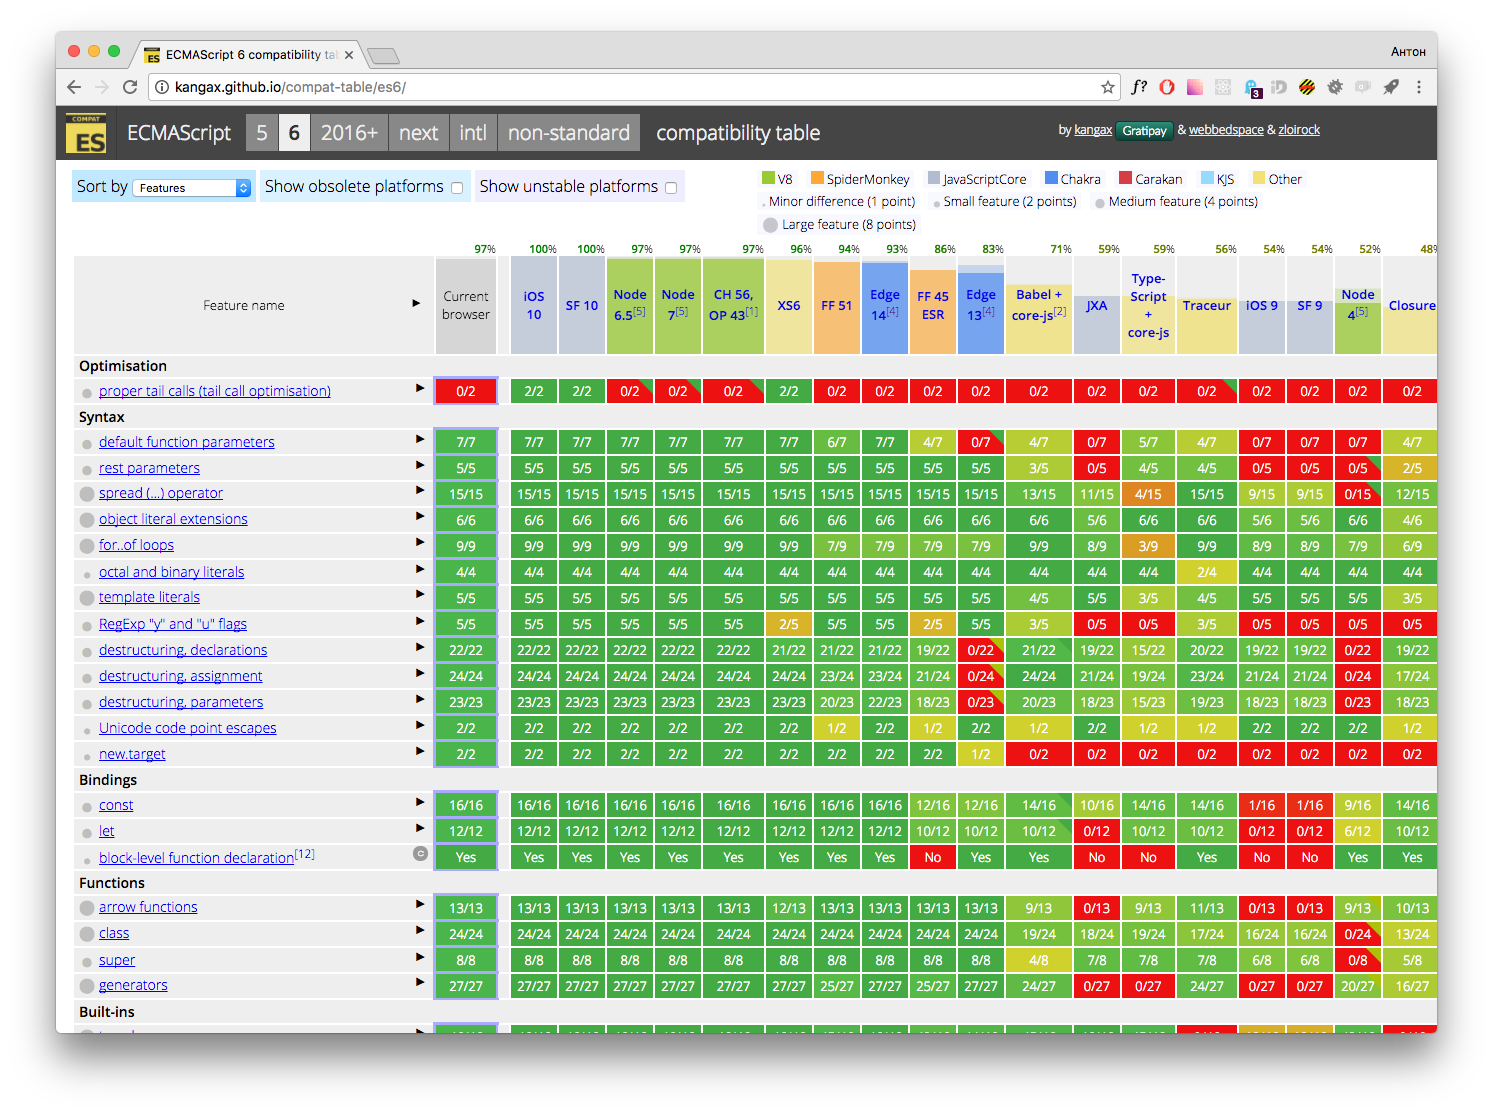 ECMAScript 6 compatibility ta
Антон
kangax.github.io/compat-table/es6/
f? 3
COMPAT ES ECMAScript 5 6 2016+ next intl non-standard compatibility table by kangax Gratipay & webbedspace & zloirock
Sort by Features Show obsolete platforms Show unstable platforms V8 SpiderMonkey JavaScriptCore Chakra Carakan KJS Other
Minor difference (1 point) Small feature (2 points) Medium feature (4 points)
Large feature (8 points)
97% 100% 100% 97% 97% 97% 96% 94% 93% 86% 83% 71% 59% 59% 56% 54% 54% 52% 48%
Feature name Current browser iOS 10 SF 10 Node 6.5[5] Node 7[5] CH 56, OP 43[1] XS6 FF 51 Edge 14[4] FF 45 ESR Edge 13[4] Babel + core-js[2] JXA Type-Script + core-js Traceur iOS 9 SF 9 Node 4[5] Closure
Optimisation
proper tail calls (tail call optimisation) 0/2 2/2 2/2 0/2 0/2 0/2 2/2 0/2 0/2 0/2 0/2 0/2 0/2 0/2 0/2 0/2 0/2 0/2 0/2
Syntax
default function parameters 7/7 7/7 7/7 7/7 7/7 7/7 7/7 6/7 7/7 4/7 0/7 4/7 0/7 5/7 4/7 0/7 0/7 0/7 4/7
rest parameters 5/5 5/5 5/5 5/5 5/5 5/5 5/5 5/5 5/5 5/5 5/5 3/5 0/5 4/5 4/5 0/5 0/5 0/5 2/5
spread (...) operator 15/15 15/15 15/15 15/15 15/15 15/15 15/15 15/15 15/15 15/15 15/15 13/15 11/15 4/15 15/15 9/15 9/15 0/15 12/15
object literal extensions 6/6 6/6 6/6 6/6 6/6 6/6 6/6 6/6 6/6 6/6 6/6 6/6 5/6 6/6 6/6 5/6 5/6 6/6 4/6
for..of loops 9/9 9/9 9/9 9/9 9/9 9/9 9/9 7/9 7/9 7/9 7/9 9/9 8/9 3/9 9/9 8/9 8/9 7/9 6/9
octal and binary literals 4/4 4/4 4/4 4/4 4/4 4/4 4/4 4/4 4/4 4/4 4/4 4/4 4/4 4/4 2/4 4/4 4/4 4/4 4/4
template literals 5/5 5/5 5/5 5/5 5/5 5/5 5/5 5/5 5/5 5/5 5/5 4/5 5/5 3/5 4/5 5/5 5/5 5/5 3/5
RegExp "y" and "u" flags 5/5 5/5 5/5 5/5 5/5 5/5 2/5 5/5 5/5 2/5 5/5 3/5 0/5 0/5 3/5 0/5 0/5 0/5 0/5
destructuring, declarations 22/22 22/22 22/22 22/22 22/22 22/22 21/22 21/22 21/22 19/22 0/22 21/22 19/22 15/22 20/22 19/22 19/22 0/22 19/22
destructuring, assignment 24/24 24/24 24/24 24/24 24/24 24/24 24/24 23/24 23/24 21/24 0/24 24/24 21/24 19/24 23/24 21/24 21/24 0/24 17/24
destructuring, parameters 23/23 23/23 23/23 23/23 23/23 23/23 23/23 20/23 22/23 18/23 0/23 20/23 18/23 15/23 19/23 18/23 18/23 0/23 18/23
Unicode code point escapes 2/2 2/2 2/2 2/2 2/2 2/2 2/2 1/2 2/2 1/2 2/2 1/2 2/2 1/2 1/2 2/2 2/2 2/2 1/2
new.target 2/2 2/2 2/2 2/2 2/2 2/2 2/2 2/2 2/2 2/2 1/2 0/2 0/2 0/2 0/2 0/2 0/2 2/2 0/2
Bindings
const 16/16 16/16 16/16 16/16 16/16 16/16 16/16 16/16 16/16 12/16 12/16 14/16 10/16 14/16 14/16 1/16 1/16 9/16 14/16
let 12/12 12/12 12/12 12/12 12/12 12/12 12/12 12/12 12/12 10/12 10/12 10/12 0/12 10/12 10/12 0/12 0/12 6/12 10/12
block-level function declaration[12] c Yes Yes Yes Yes Yes Yes Yes Yes Yes No Yes Yes No No Yes No No Yes Yes
Functions
arrow functions 13/13 13/13 13/13 13/13 13/13 13/13 12/13 13/13 13/13 13/13 13/13 9/13 0/13 9/13 11/13 0/13 0/13 9/13 10/13
class 24/24 24/24 24/24 24/24 24/24 24/24 24/24 24/24 24/24 24/24 24/24 19/24 18/24 19/24 17/24 16/24 16/24 0/24 13/24
super 8/8 8/8 8/8 8/8 8/8 8/8 8/8 8/8 8/8 8/8 8/8 4/8 7/8 7/8 7/8 6/8 6/8 0/8 5/8
generators 27/27 27/27 27/27 27/27 27/27 27/27 27/27 25/27 27/27 25/27 27/27 24/27 0/27 0/27 24/27 0/27 0/27 20/27 16/27
Built-ins